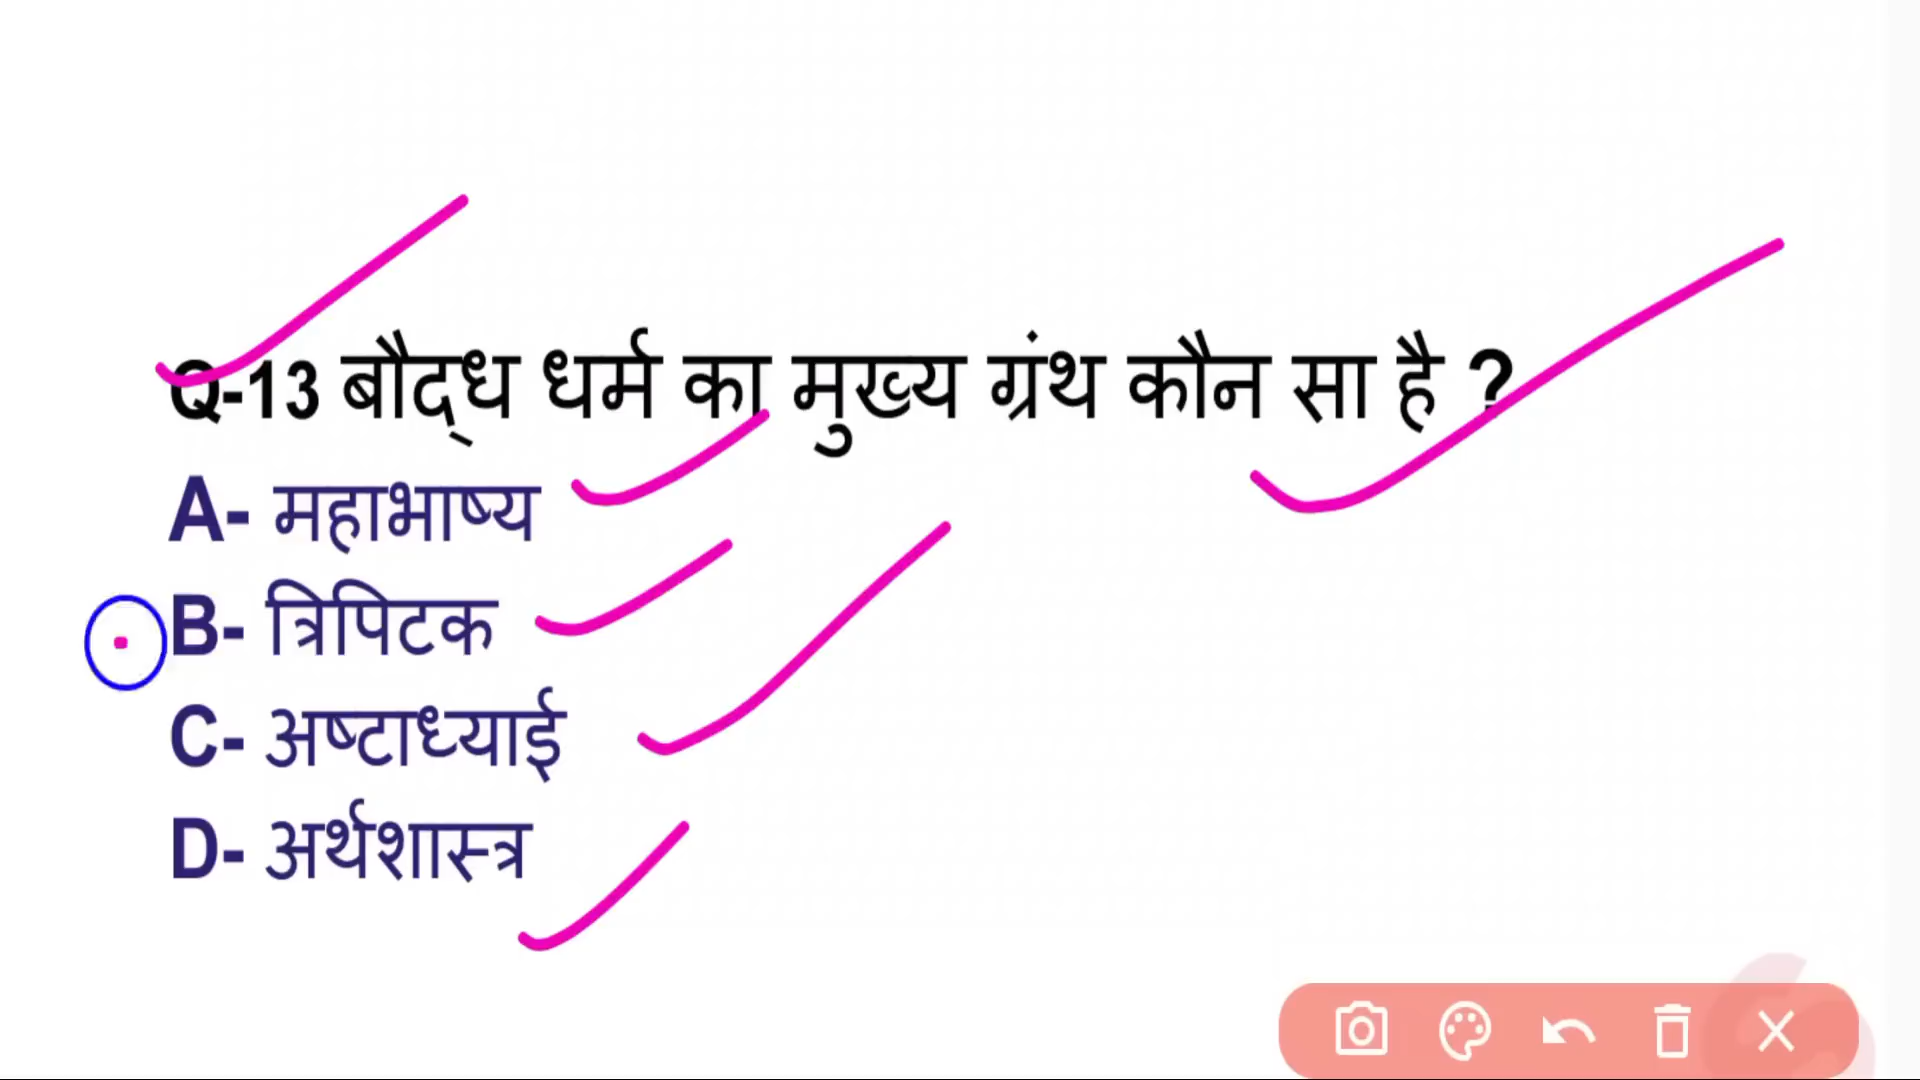 Q-13 बौद्ध धर्म का मुख्य ग्रंथ कौन सा है ?
A- महाभाष्य
B- त्रिपिटक
C- अष्टाध्याई
D- अर्थशास्त्र